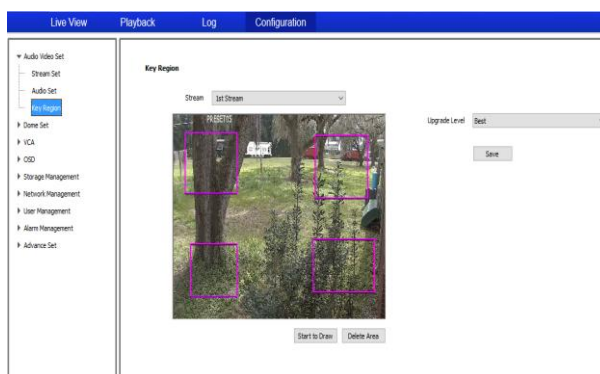 Live View Playback Log Configuration
Audio Video Set
Stream Set
Audio Set
Key Region
Dome Set
VCA
OSD
Storage Management
Network Management
User Management
Alarm Management
Advance Set
Key Region
Stream 1st Stream
PRESET15
Upgrade Level Best
Save
Start to Draw Delete Area